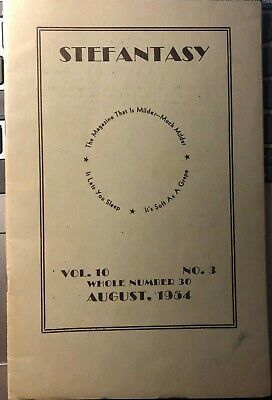 STEFANTASY
The Magazine That Is Milder—Much Milder
★ It's Soft As A Grape
★ It Lets You Sleep ★
VOL. 10 NO. 3
WHOLE NUMBER 30
AUGUST, 1954